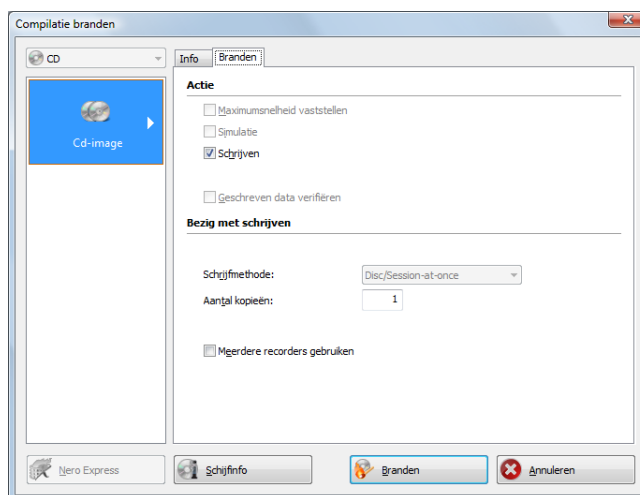 Compilatie branden
CD
Info
Branden
Cd-image
Actie
Maximumsnelheid vaststellen
Simulatie
Schrijven
Geschreven data verifiëren
Bezig met schrijven
Schrijfmethode:
Disc/Session-at-once
Aantal kopieën:
1
Meerdere recorders gebruiken
Nero Express
Schijfinfo
Branden
Annuleren